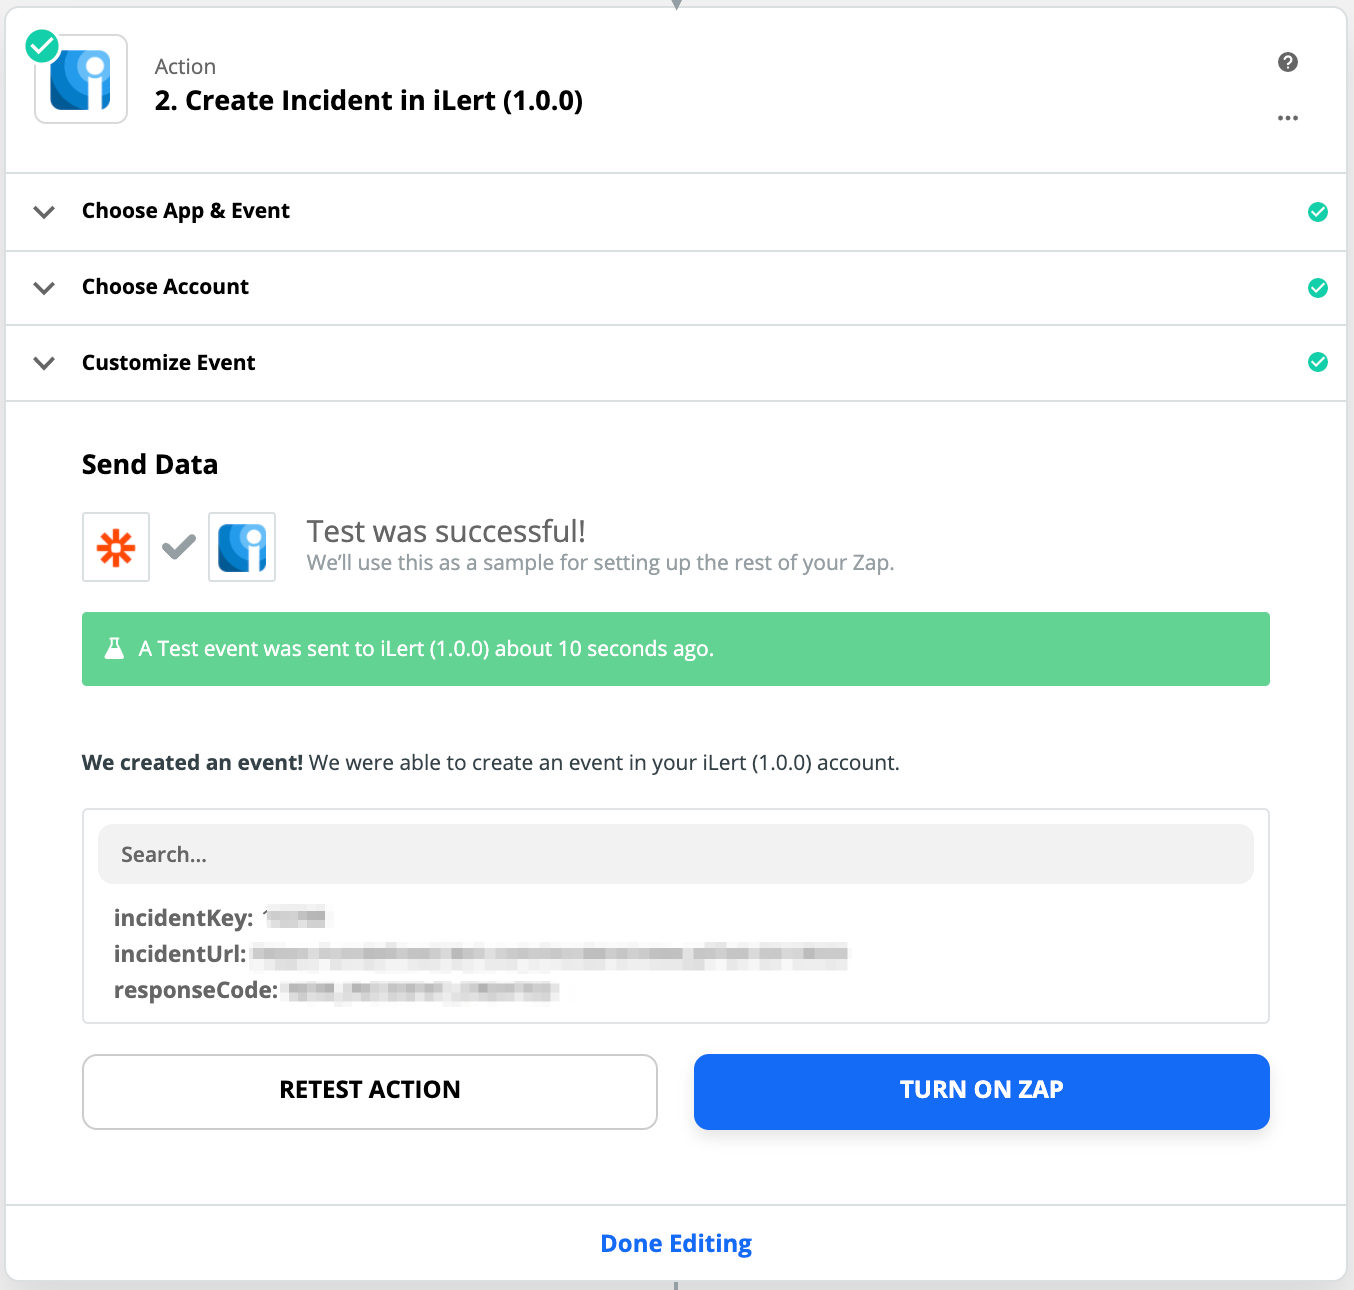 Action
2. Create Incident in iLert (1.0.0)
Choose App & Event
Choose Account
Customize Event
Send Data
Test was successful!
We'll use this as a sample for setting up the rest of your Zap.
A Test event was sent to iLert (1.0.0) about 10 seconds ago.
We created an event! We were able to create an event in your iLert (1.0.0) account.
Search...
incidentKey:
incidentUrl:
responseCode:
RETEST ACTION
TURN ON ZAP
Done Editing